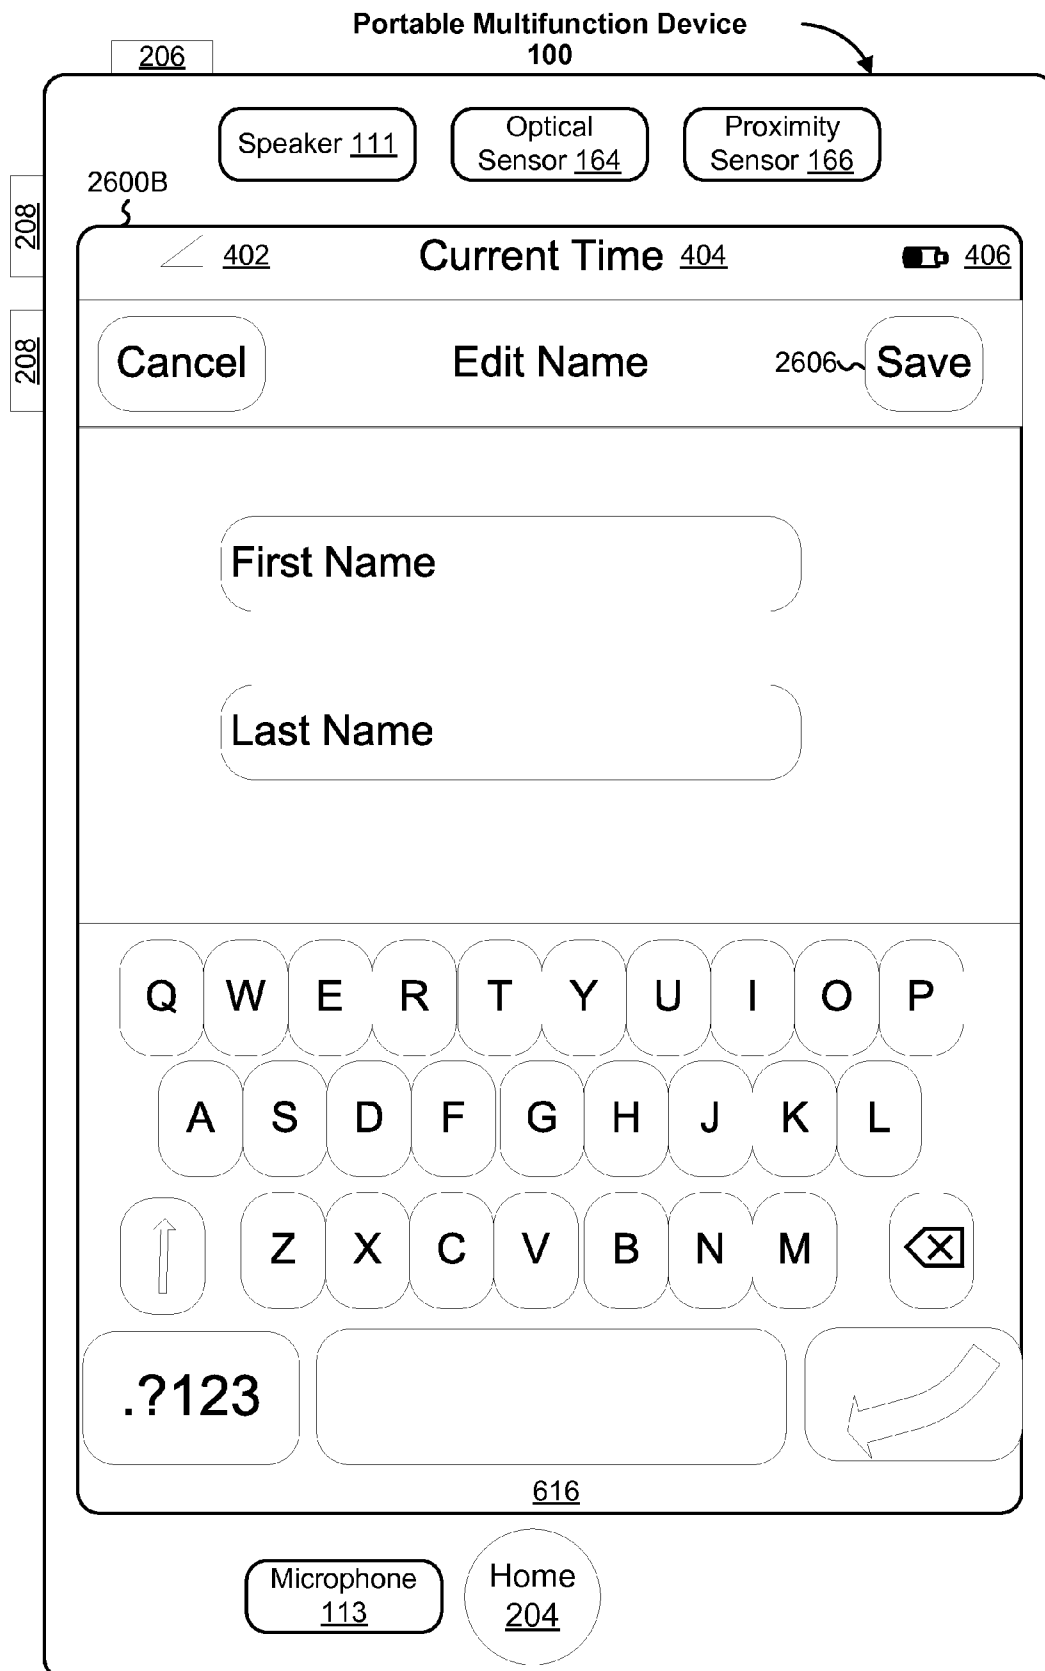 Portable Multifunction Device
100
206
Speaker 111
Optical
Sensor 164
Proximity
Sensor 166
2600B
208
402
Current Time 404
406
208
Cancel
Edit Name
2606
Save
First Name
Last Name
Q W E R T Y U I O P
A S D F G H J K L
Z X C V B N M
.?123
616
Microphone
113
Home
204